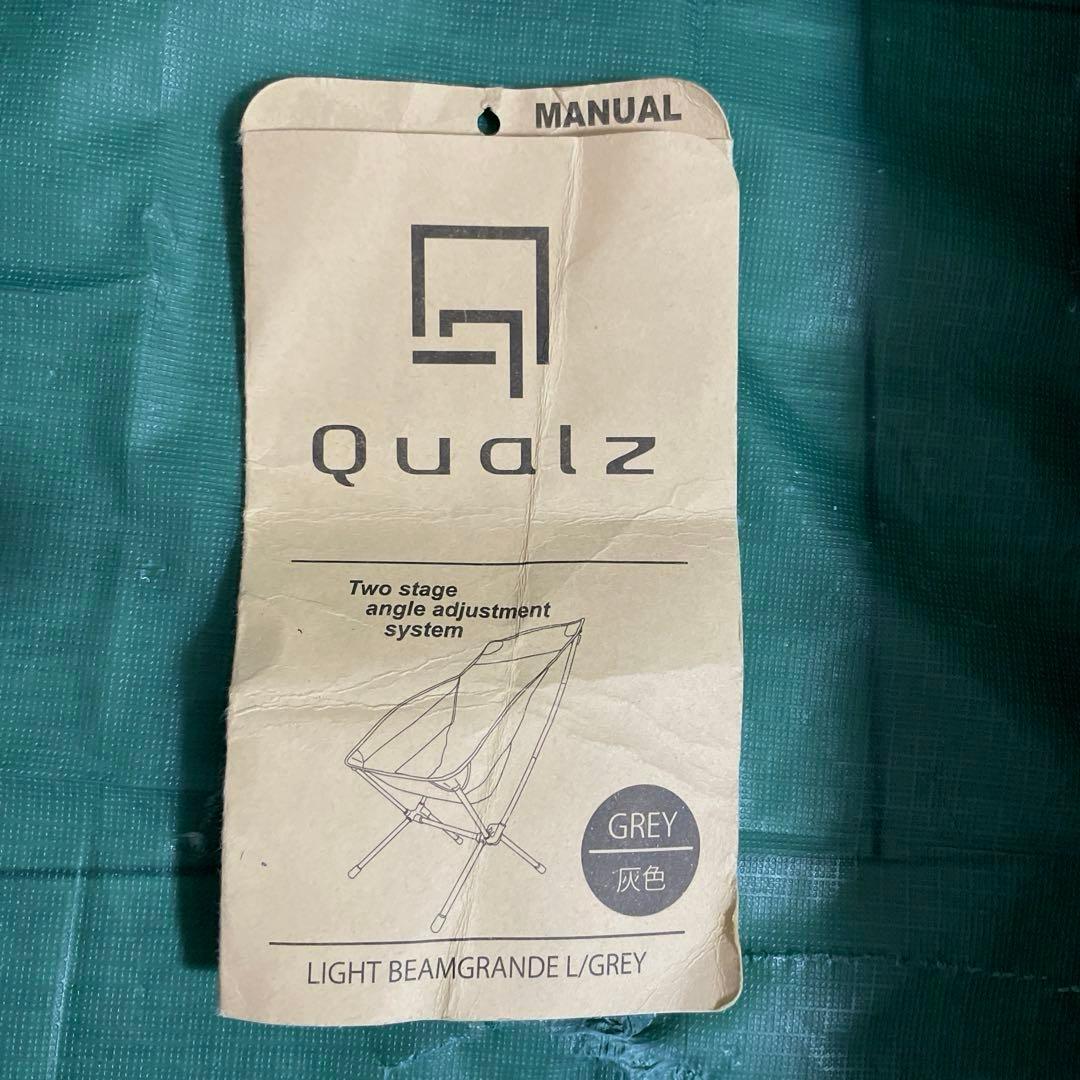 MANUAL
Qualz
Two stage
angle adjustment
system
GREY
灰色
LIGHT BEAMGRANDE L/GREY